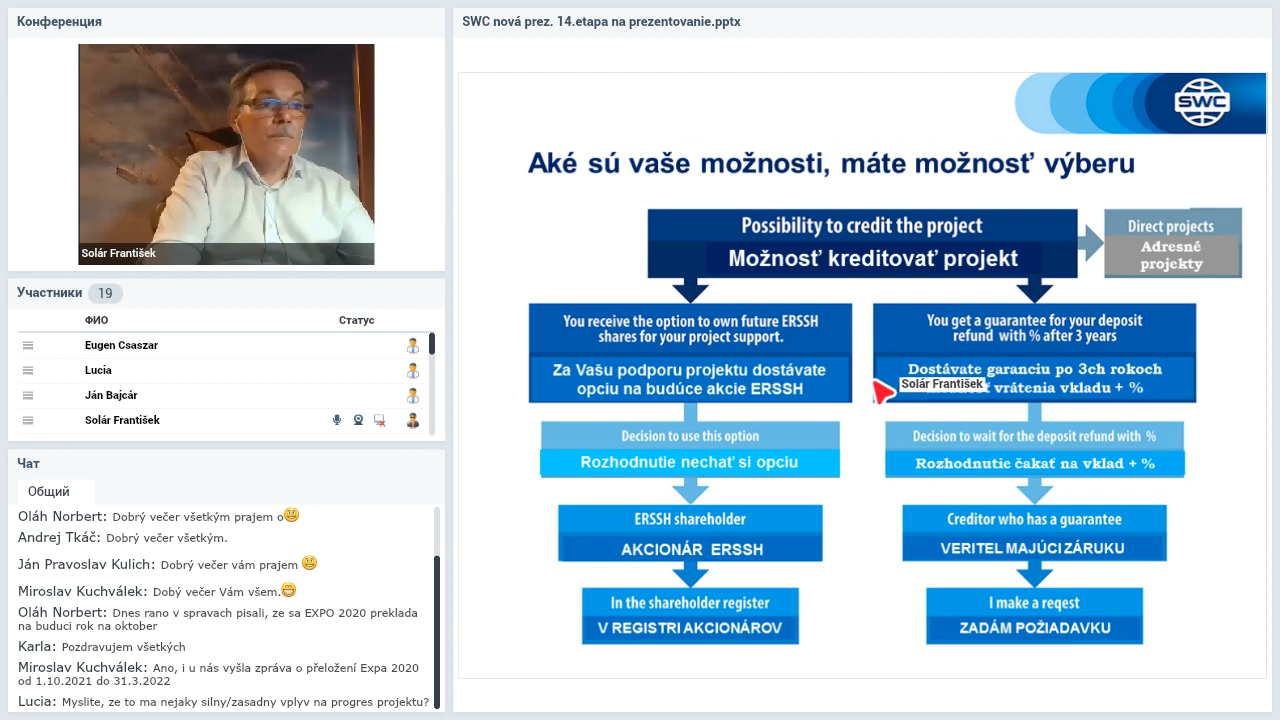 Конференция
Solár František
Участники 19
ФИО Статус
Eugen Csaszar
Lucia
Ján Bajcár
Solár František
Чат
Общий
Oláh Norbert: Dobrý večer všetkým prajem o
Andrej Tkáč: Dobrý večer všetkým.
Ján Pravoslav Kulich: Dobrý večer vám prajem
Miroslav Kuchválek: Dobý večer Vám všem.
Oláh Norbert: Dnes rano v spravach pisali, ze sa EXPO 2020 preklada
na buduci rok na oktober
Karla: Pozdravujem všetkých
Miroslav Kuchválek: Ano, i u nás vyšla zpráva o přeložení Expa 2020
od 1.10.2021 do 31.3.2022
Lucia: Myslite, ze to ma nejaky silny/zasadny vplyv na progres projektu?
SWC nová prez. 14.etapa na prezentovanie.pptx
SWC
Aké sú vaše možnosti, máte možnosť výberu
Possibility to credit the project
Možnosť kreditovať projekt
Direct projects
Adresné
projekty
You receive the option to own future ERSSH
shares for your project support.
Za Vašu podporu projektu dostávate
opciu na budúce akcie ERSSH
Decision to use this option
Rozhodnutie nechať si opciu
ERSSH shareholder
AKCIONÁR ERSSH
In the shareholder register
V REGISTRI AKCIONÁROV
You get a guarantee for your deposit
refund with % after 3 years
Dostávate garanciu po 3ch rokoch
Solár František
vrátenia vkladu + %
Decision to wait for the deposit refund with %
Rozhodnutie čakať na vklad + %
Creditor who has a guarantee
VERITEL MAJÚCI ZÁRUKU
I make a reqest
ZADÁM POŽIADAVKU